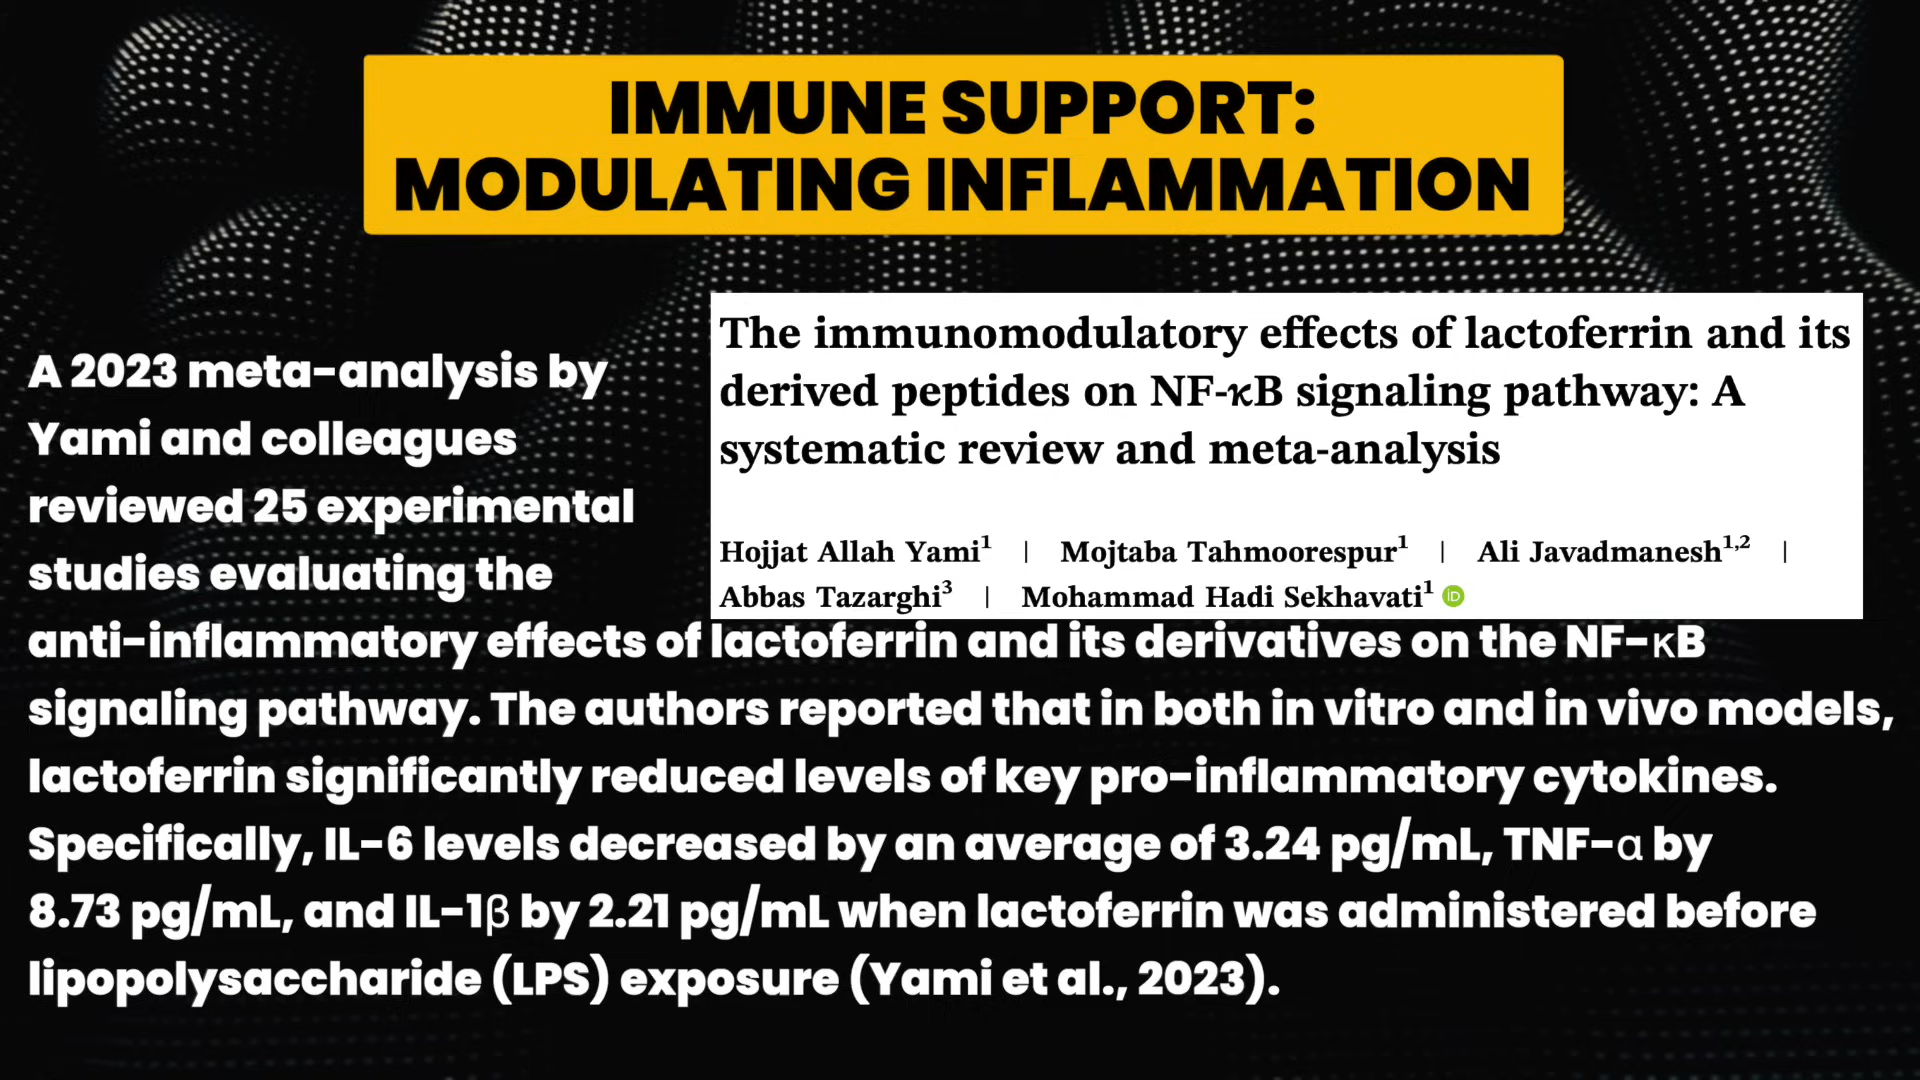 IMMUNE SUPPORT:
MODULATING INFLAMMATION
The immunomodulatory effects of lactoferrin and its
derived peptides on NF-κB signaling pathway: A
systematic review and meta-analysis
Hojjat Allah Yami1 | Mojtaba Tahmoorespur1 | Ali Javadmanesh1,2 |
Abbas Tazarghi3 | Mohammad Hadi Sekhavati1 iD
A 2023 meta-analysis by
Yami and colleagues
reviewed 25 experimental
studies evaluating the
anti-inflammatory effects of lactoferrin and its derivatives on the NF-κB
signaling pathway. The authors reported that in both in vitro and in vivo models,
lactoferrin significantly reduced levels of key pro-inflammatory cytokines.
Specifically, IL-6 levels decreased by an average of 3.24 pg/mL, TNF-α by
8.73 pg/mL, and IL-1β by 2.21 pg/mL when lactoferrin was administered before
lipopolysaccharide (LPS) exposure (Yami et al., 2023).